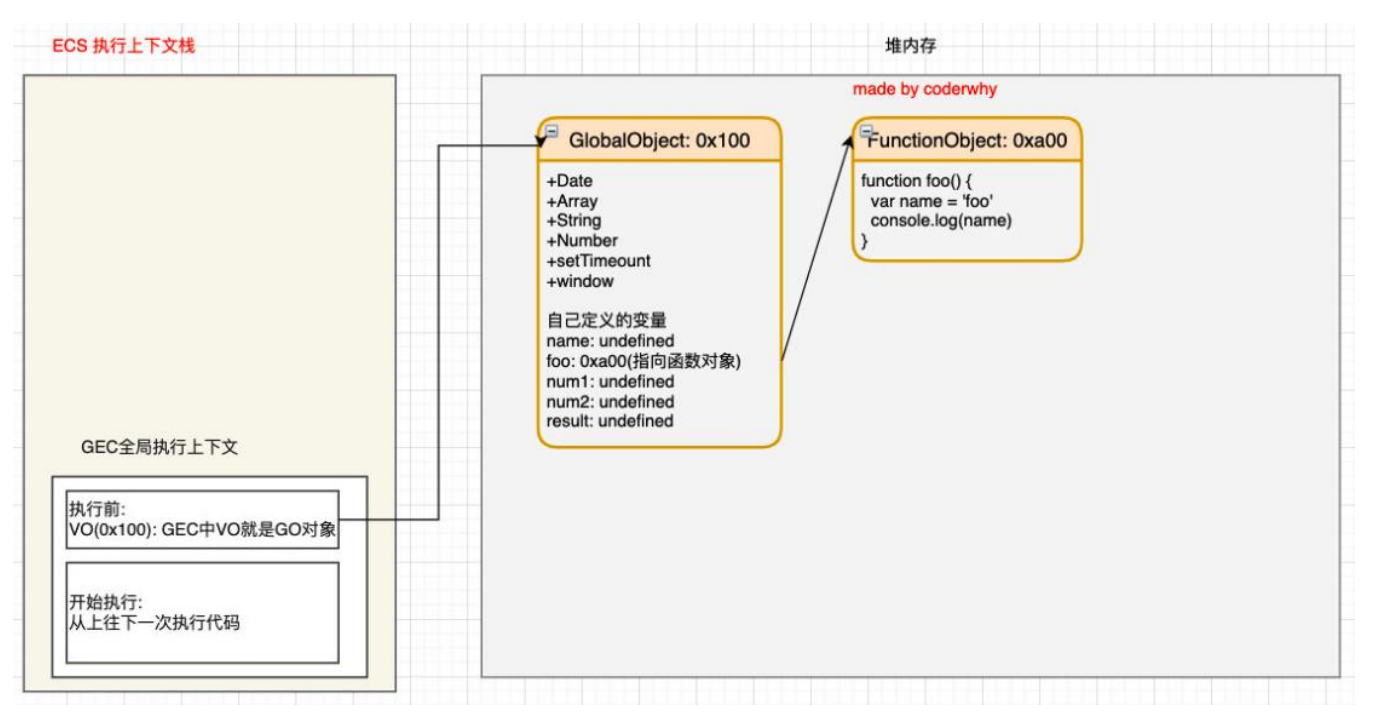 ECS 执行上下文栈
堆内存
made by coderwhy
GlobalObject: 0x100
+Date
+Array
+String
+Number
+setTimeount
+window
自己定义的变量
name: undefined
foo: 0xa00(指向函数对象)
num1: undefined
num2: undefined
result: undefined
FunctionObject: 0xa00
function foo() {
var name = 'foo'
console.log(name)
}
GEC全局执行上下文
执行前:
VO(0x100): GEC中VO就是GO对象
开始执行:
从上往下一次执行代码